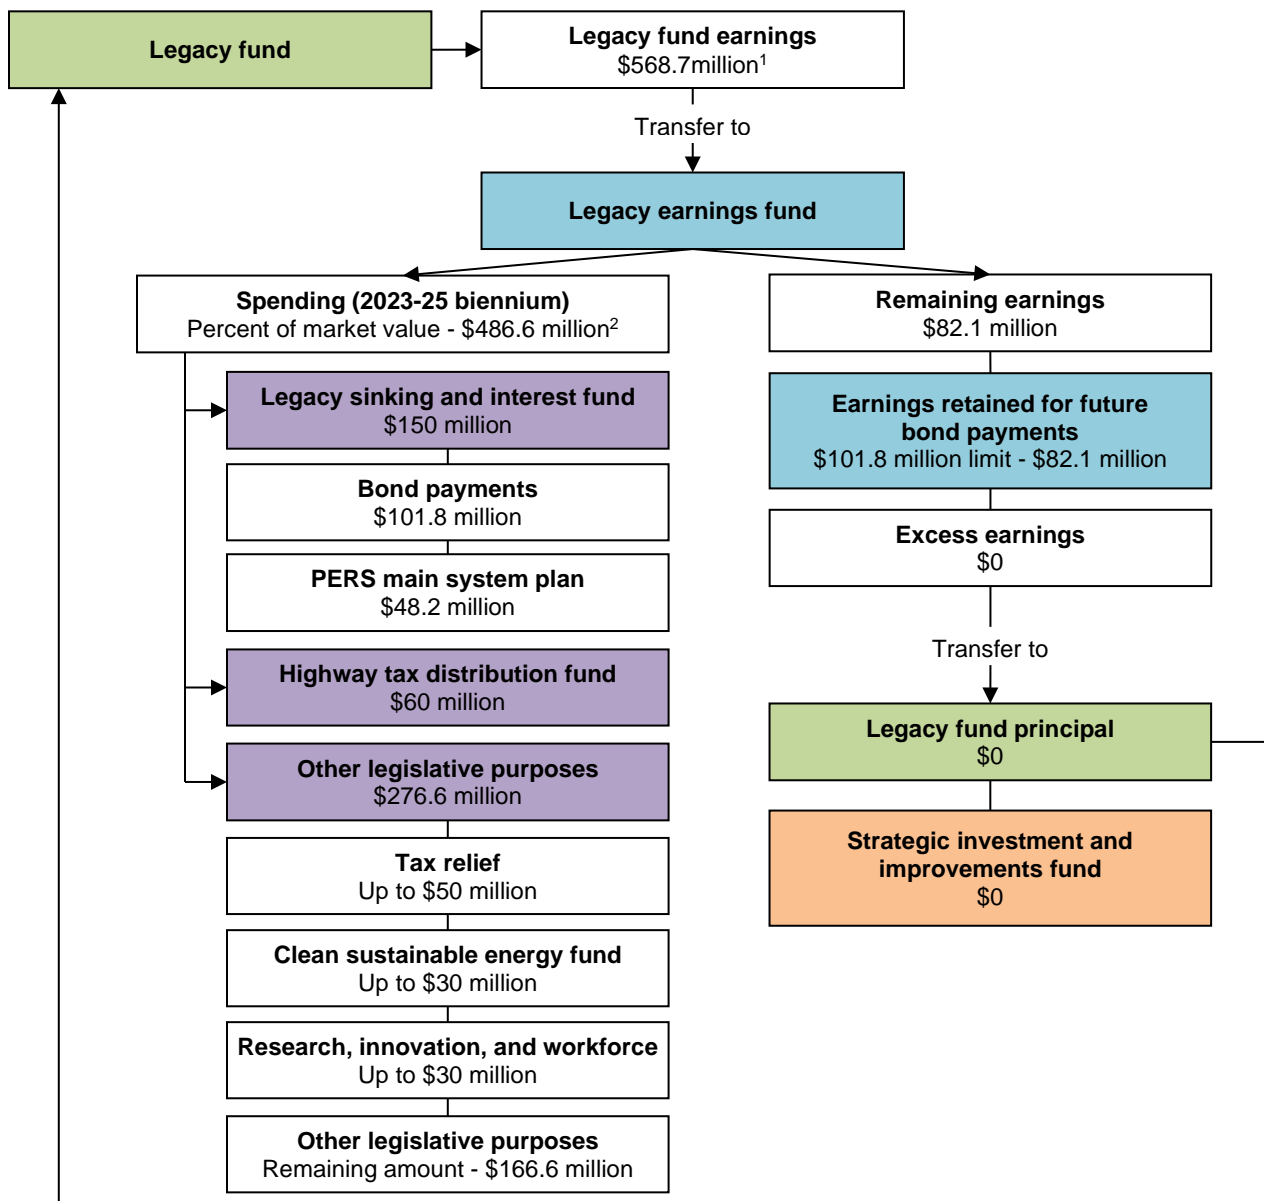 Legacy fund
Legacy fund earnings
$568.7million¹
Transfer to
Legacy earnings fund
Spending (2023-25 biennium)
Percent of market value - $486.6 million²
Legacy sinking and interest fund
$150 million
Bond payments
$101.8 million
PERS main system plan
$48.2 million
Highway tax distribution fund
$60 million
Other legislative purposes
$276.6 million
Tax relief
Up to $50 million
Clean sustainable energy fund
Up to $30 million
Research, innovation, and workforce
Up to $30 million
Other legislative purposes
Remaining amount - $166.6 million
Remaining earnings
$82.1 million
Earnings retained for future
bond payments
$101.8 million limit - $82.1 million
Excess earnings
$0
Transfer to
Legacy fund principal
$0
Strategic investment and
improvements fund
$0